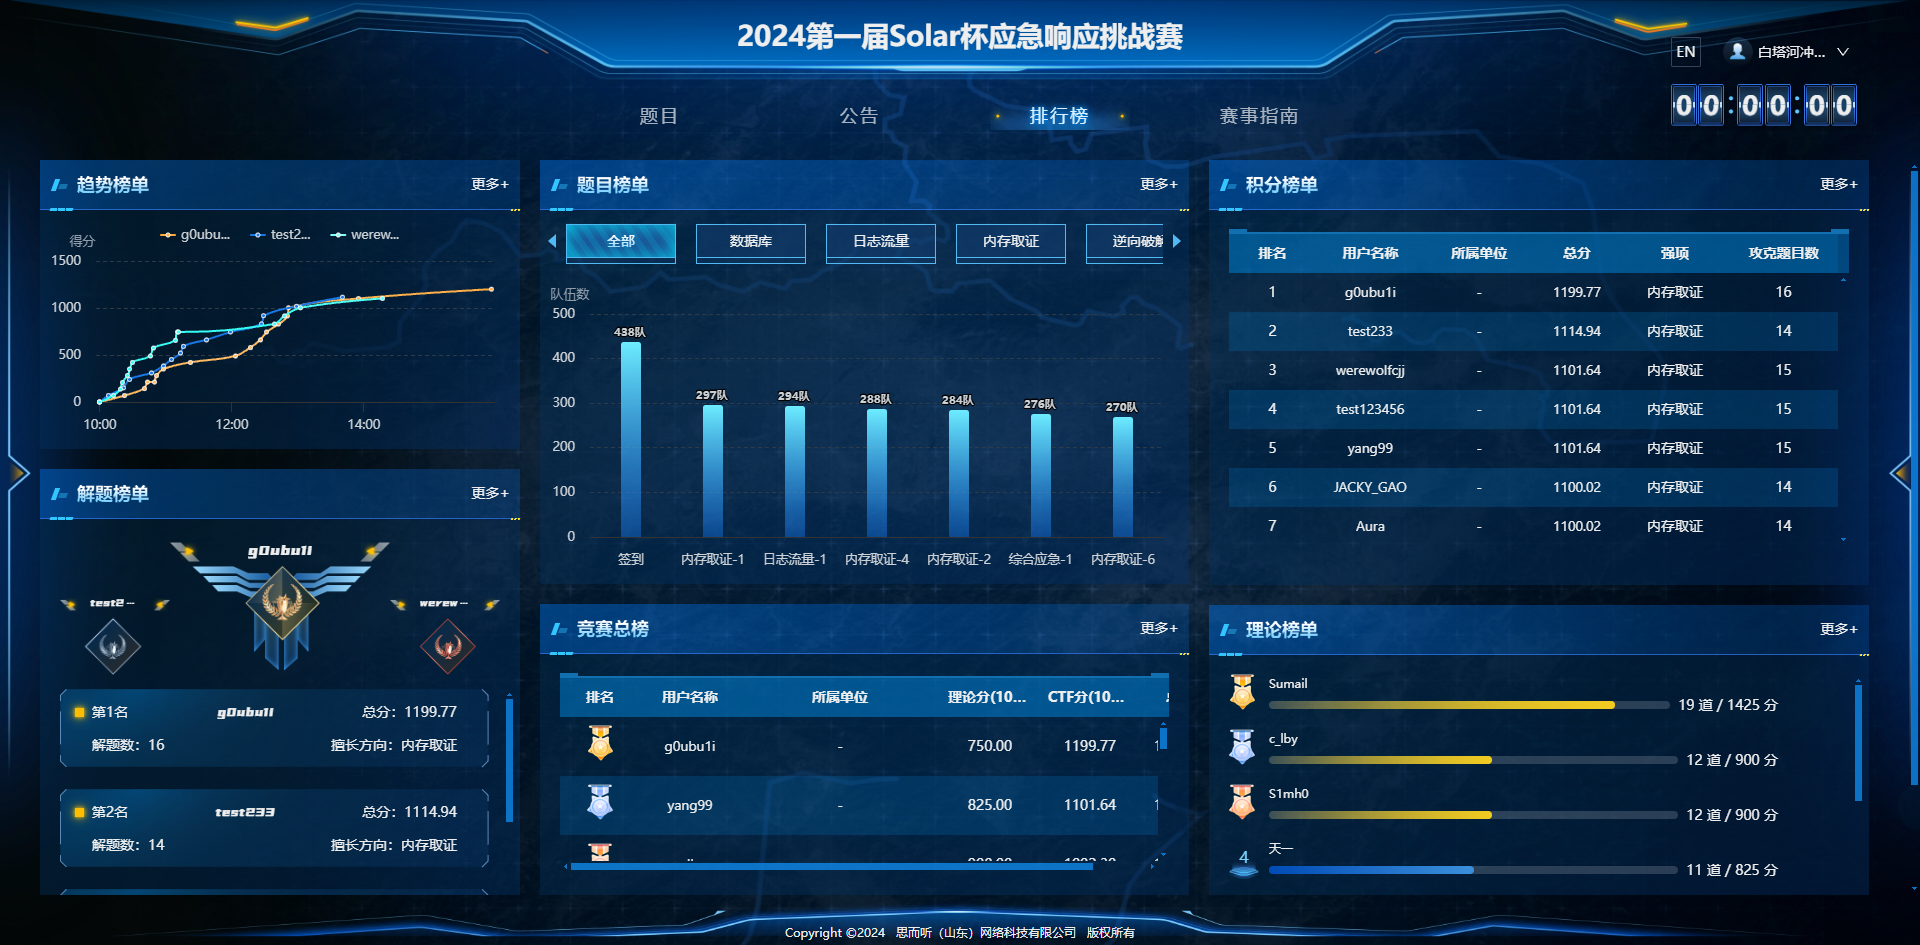 2024第一届Solar杯应急响应挑战赛
EN 白塔河冲...
00:00:00
题目 公告 排行榜 赛事指南
趋势榜单 更多+
得分 g0ubu... test2... werew...
1500
1000
500
0
10:00 12:00 14:00
解题榜单 更多+
g0ubu1i
test2... werew...
第1名 g0ubu1i 总分：1199.77
解题数：16 擅长方向：内存取证
第2名 test233 总分：1114.94
解题数：14 擅长方向：内存取证
题目榜单 更多+
全部 数据库 日志流量 内存取证 逆向破解
队伍数
500
400
300
200
100
0
438队 297队 294队 288队 284队 276队 270队
签到 内存取证-1 日志流量-1 内存取证-4 内存取证-2 综合应急-1 内存取证-6
竞赛总榜 更多+
排名 用户名称 所属单位 理论分(10... CTF分(10...
g0ubu1i - 750.00 1199.77
yang99 - 825.00 1101.64
积分榜单 更多+
排名 用户名称 所属单位 总分 强项 攻克题目数
1 g0ubu1i - 1199.77 内存取证 16
2 test233 - 1114.94 内存取证 14
3 werewolfcjj - 1101.64 内存取证 15
4 test123456 - 1101.64 内存取证 15
5 yang99 - 1101.64 内存取证 15
6 JACKY_GAO - 1100.02 内存取证 14
7 Aura - 1100.02 内存取证 14
理论榜单 更多+
Sumail
19 道 / 1425 分
c_lby
12 道 / 900 分
S1mh0
12 道 / 900 分
4 天一
11 道 / 825 分
Copyright ©2024 思而听（山东）网络科技有限公司 版权所有